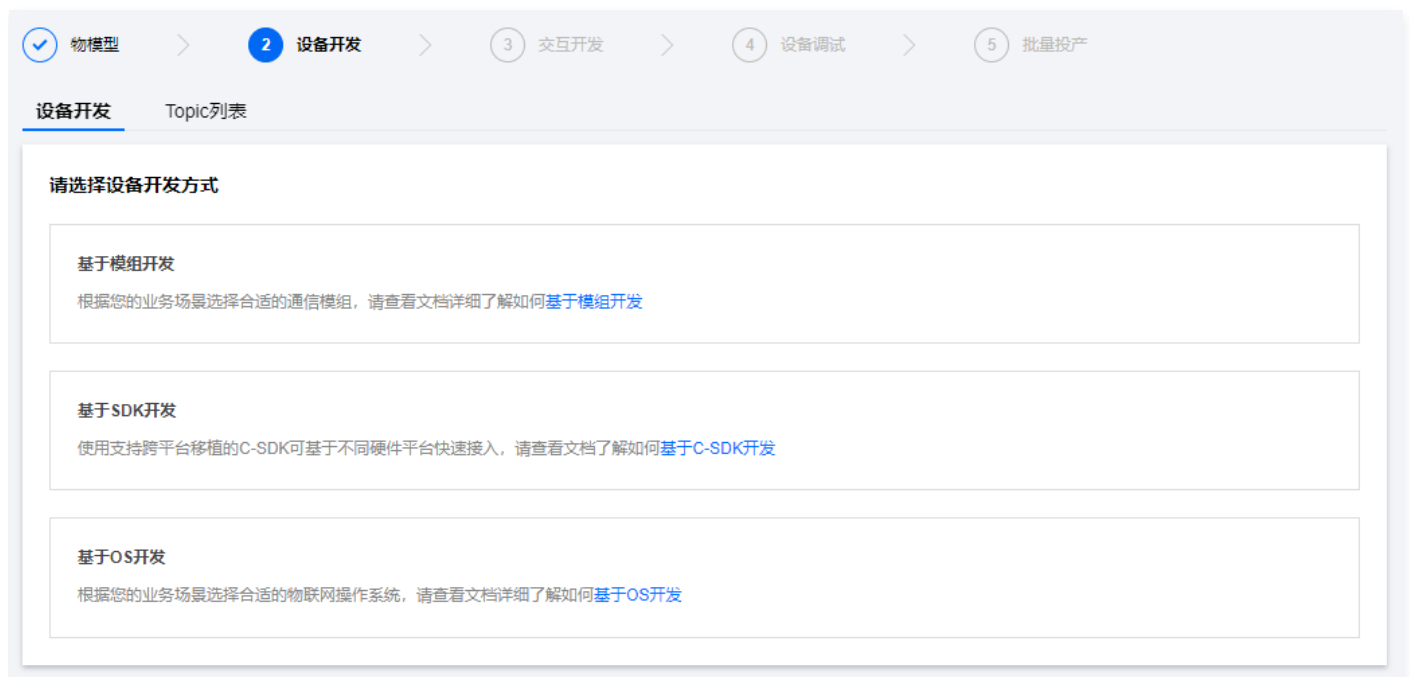 物模型 2 设备开发 3 交互开发 4 设备调试 5 批量投产
设备开发 Topic列表
请选择设备开发方式
基于模组开发
根据您的业务场景选择合适的通信模组，请查看文档详细了解如何基于模组开发
基于SDK开发
使用支持跨平台移植的C-SDK可基于不同硬件平台快速接入，请查看文档了解如何基于C-SDK开发
基于OS开发
根据您的业务场景选择合适的物联网操作系统，请查看文档详细了解如何基于OS开发